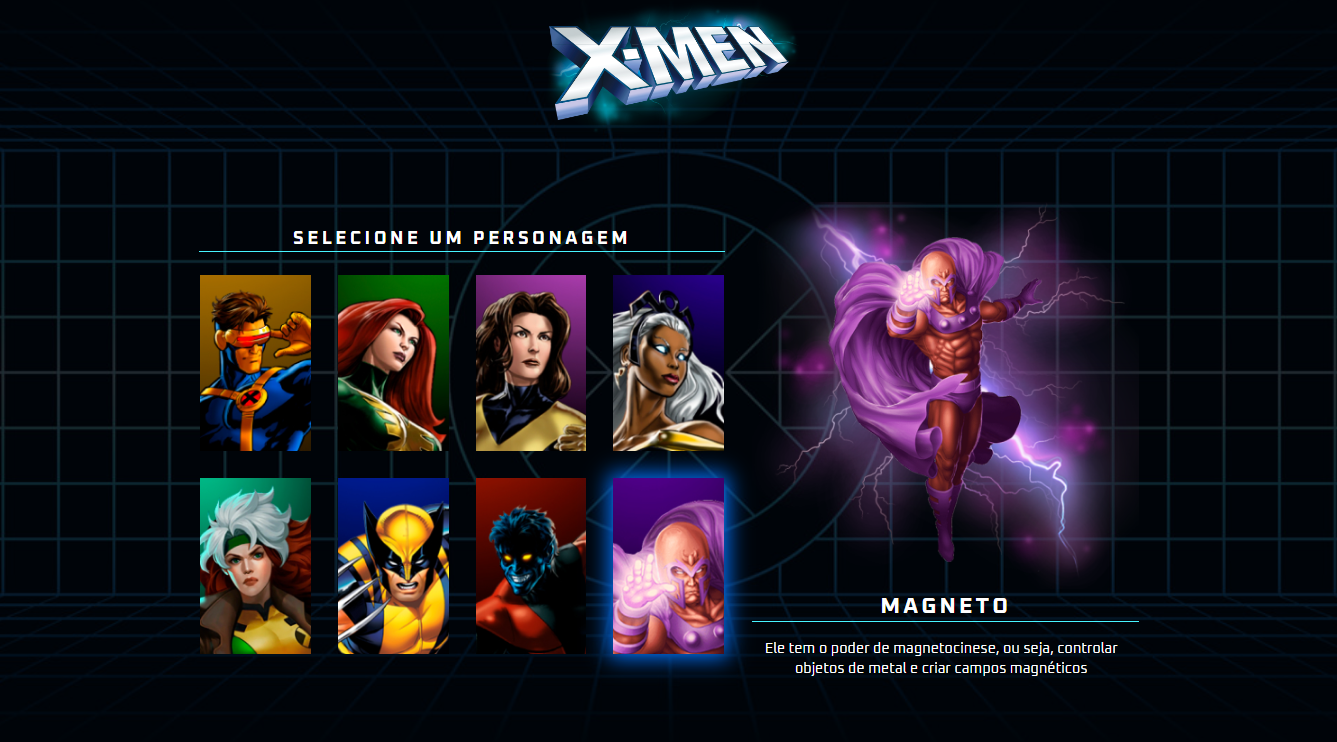 X-MEN
SELECIONE UM PERSONAGEM
MAGNETO
Ele tem o poder de magnetocinese, ou seja, controlar
objetos de metal e criar campos magnéticos